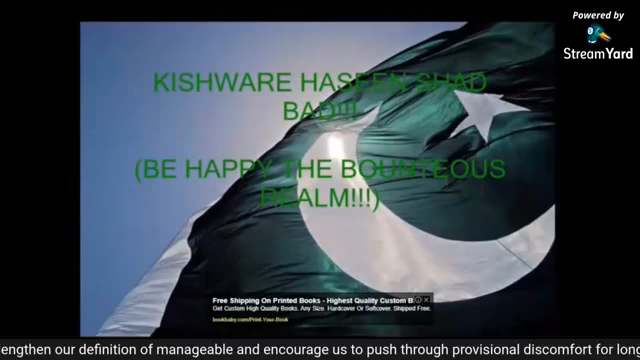 Powered by
StreamYard
KISHWARE HASEEN SHAD
BAD!!!
(BE HAPPY THE BOUNTEOUS
REALM!!!)
Free Shipping On Printed Books - Highest Quality Custom B
Get Custom High Quality Books. Any Size. Hardcover Or Softcover. Shipped Free.
bookbaby.com/Print-Your-Book
engthen our definition of manageable and encourage us to push through provisional discomfort for long